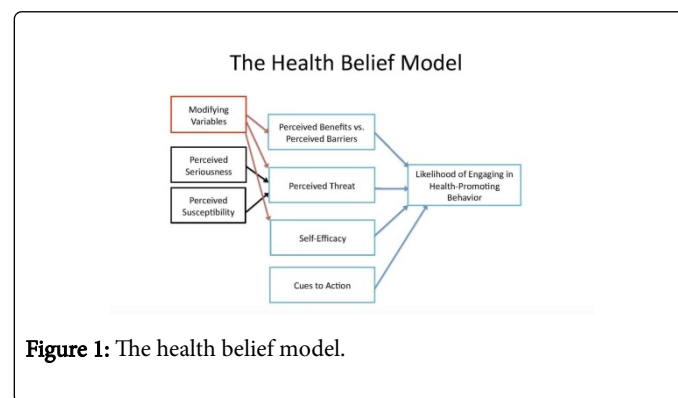 The Health Belief Model
Modifying
Variables
Perceived Benefits vs.
Perceived Barriers
Perceived
Seriousness
Perceived Threat
Likelihood of Engaging in
Health-Promoting
Behavior
Perceived
Susceptibility
Self-Efficacy
Cues to Action
Figure 1: The health belief model.